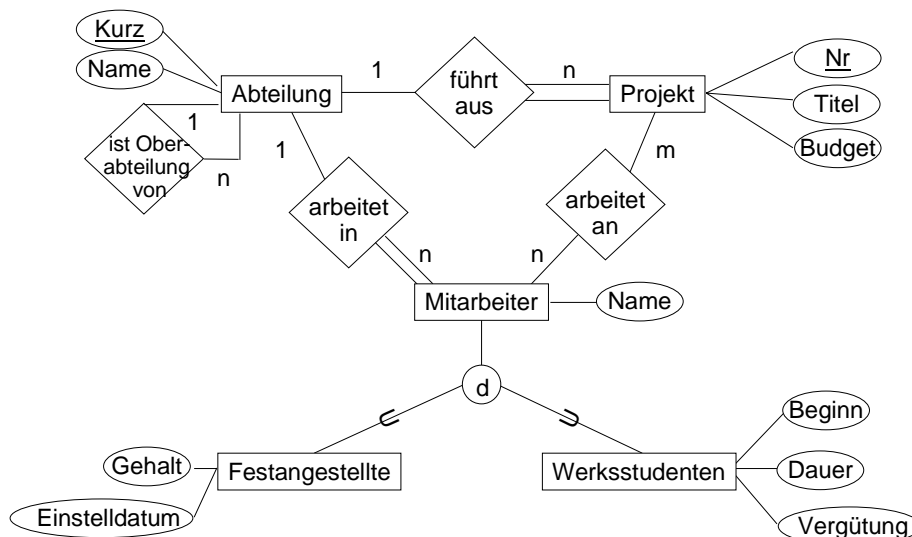 Kurz
Name
Abteilung
1
führt
aus
n
Projekt
Nr
Titel
Budget
1
ist Ober-
abteilung
von
n
1
arbeitet
in
n
m
arbeitet
an
n
Mitarbeiter
Name
d
Gehalt
Festangestellte
Einstelldatum
Werksstudenten
Beginn
Dauer
Vergütung